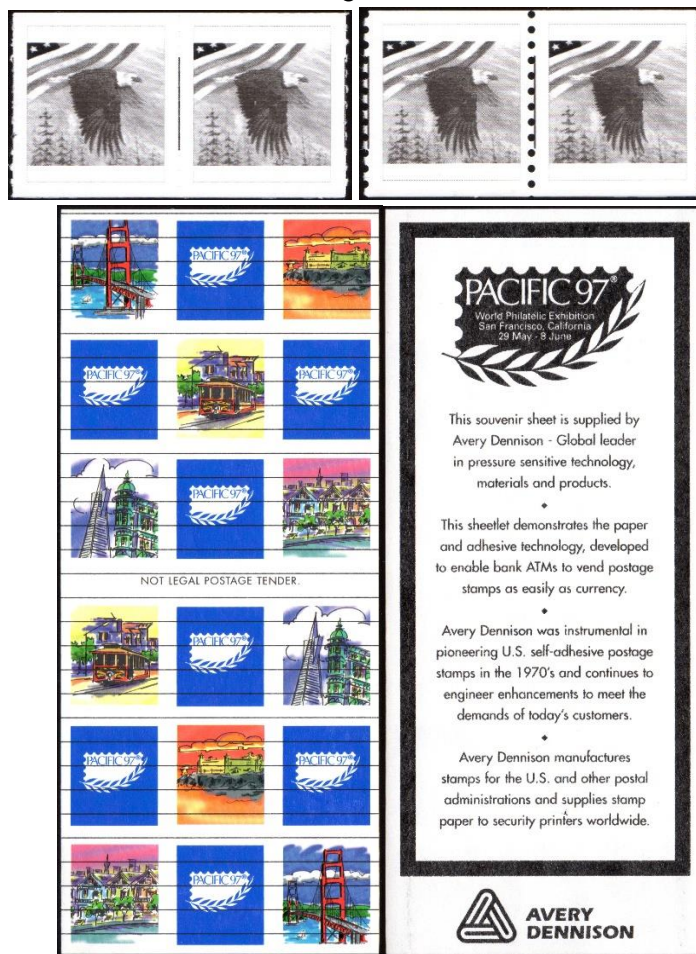 PACIFIC 97
PACIFIC 97 PACIFIC 97
PACIFIC 97
NOT LEGAL POSTAGE TENDER.
PACIFIC 97
PACIFIC 97 PACIFIC 97
PACIFIC 97
PACIFIC 97®
World Philatelic Exhibition
San Francisco, California
29 May - 8 June
This souvenir sheet is supplied by
Avery Dennison - Global leader
in pressure sensitive technology,
materials and products.
This sheetlet demonstrates the paper
and adhesive technology, developed
to enable bank ATMs to vend postage
stamps as easily as currency.
Avery Dennison was instrumental in
pioneering U.S. self-adhesive postage
stamps in the 1970's and continues to
engineer enhancements to meet the
demands of today's customers.
Avery Dennison manufactures
stamps for the U.S. and other postal
administrations and supplies stamp
paper to security printers worldwide.
AVERY
DENNISON